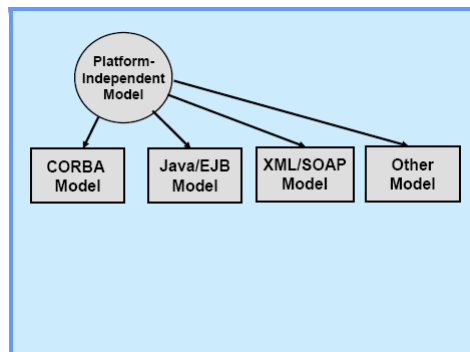 Platform-
Independent
Model
CORBA
Model
Java/EJB
Model
XML/SOAP
Model
Other
Model